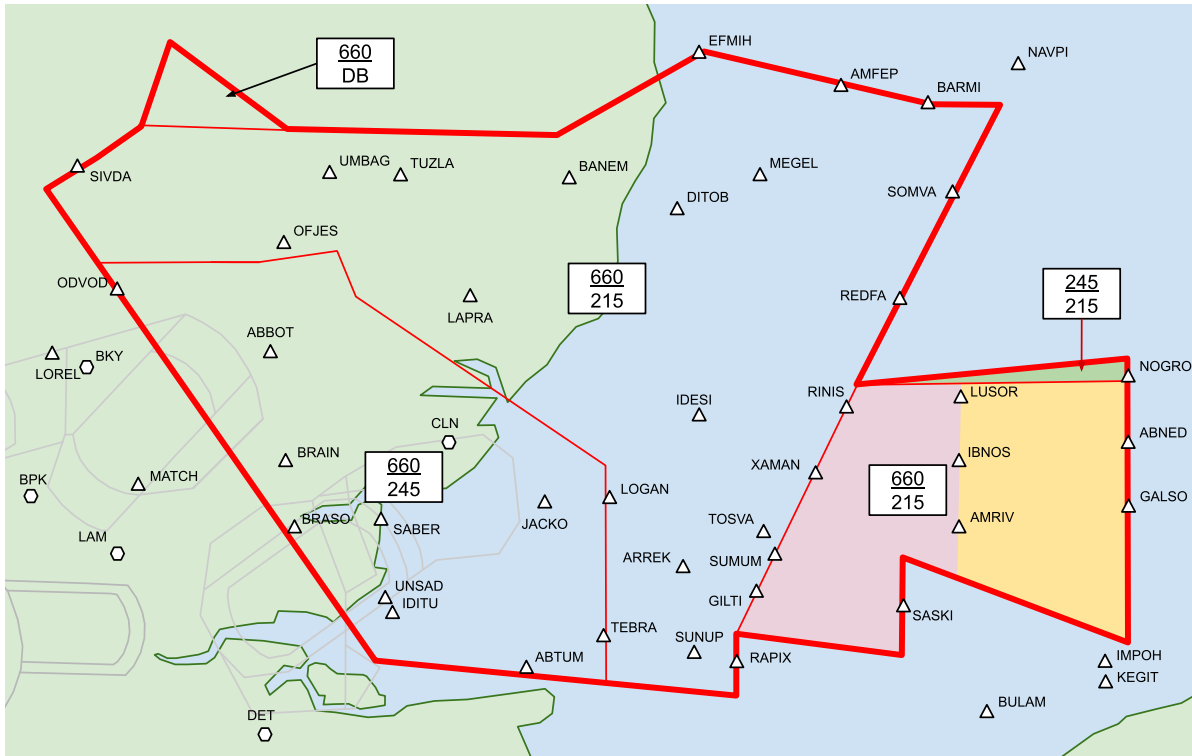 EFMIH
NAVPI
660
DB
AMFEP
BARMI
SIVDA
UMBAG
TUZLA
BANEM
MEGEL
DITOB
SOMVA
OFJES
ODVOD
660
215
LAPRA
REDFA
245
215
ABBOT
LOREL
BKY
NOGRO
RINIS
LUSOR
IDESI
CLN
ABNED
BRAIN
IBNOS
BPK
MATCH
660
245
XAMAN
660
215
LOGAN
GALSO
JACKO
LAM
BRASO
SABER
TOSVA
AMRIV
ARREK
SUMUM
UNSAD
IDITU
GILTI
SASKI
TEBRA
SUNUP
ABTUM
RAPIX
IMPOH
KEGIT
BULAM
DET